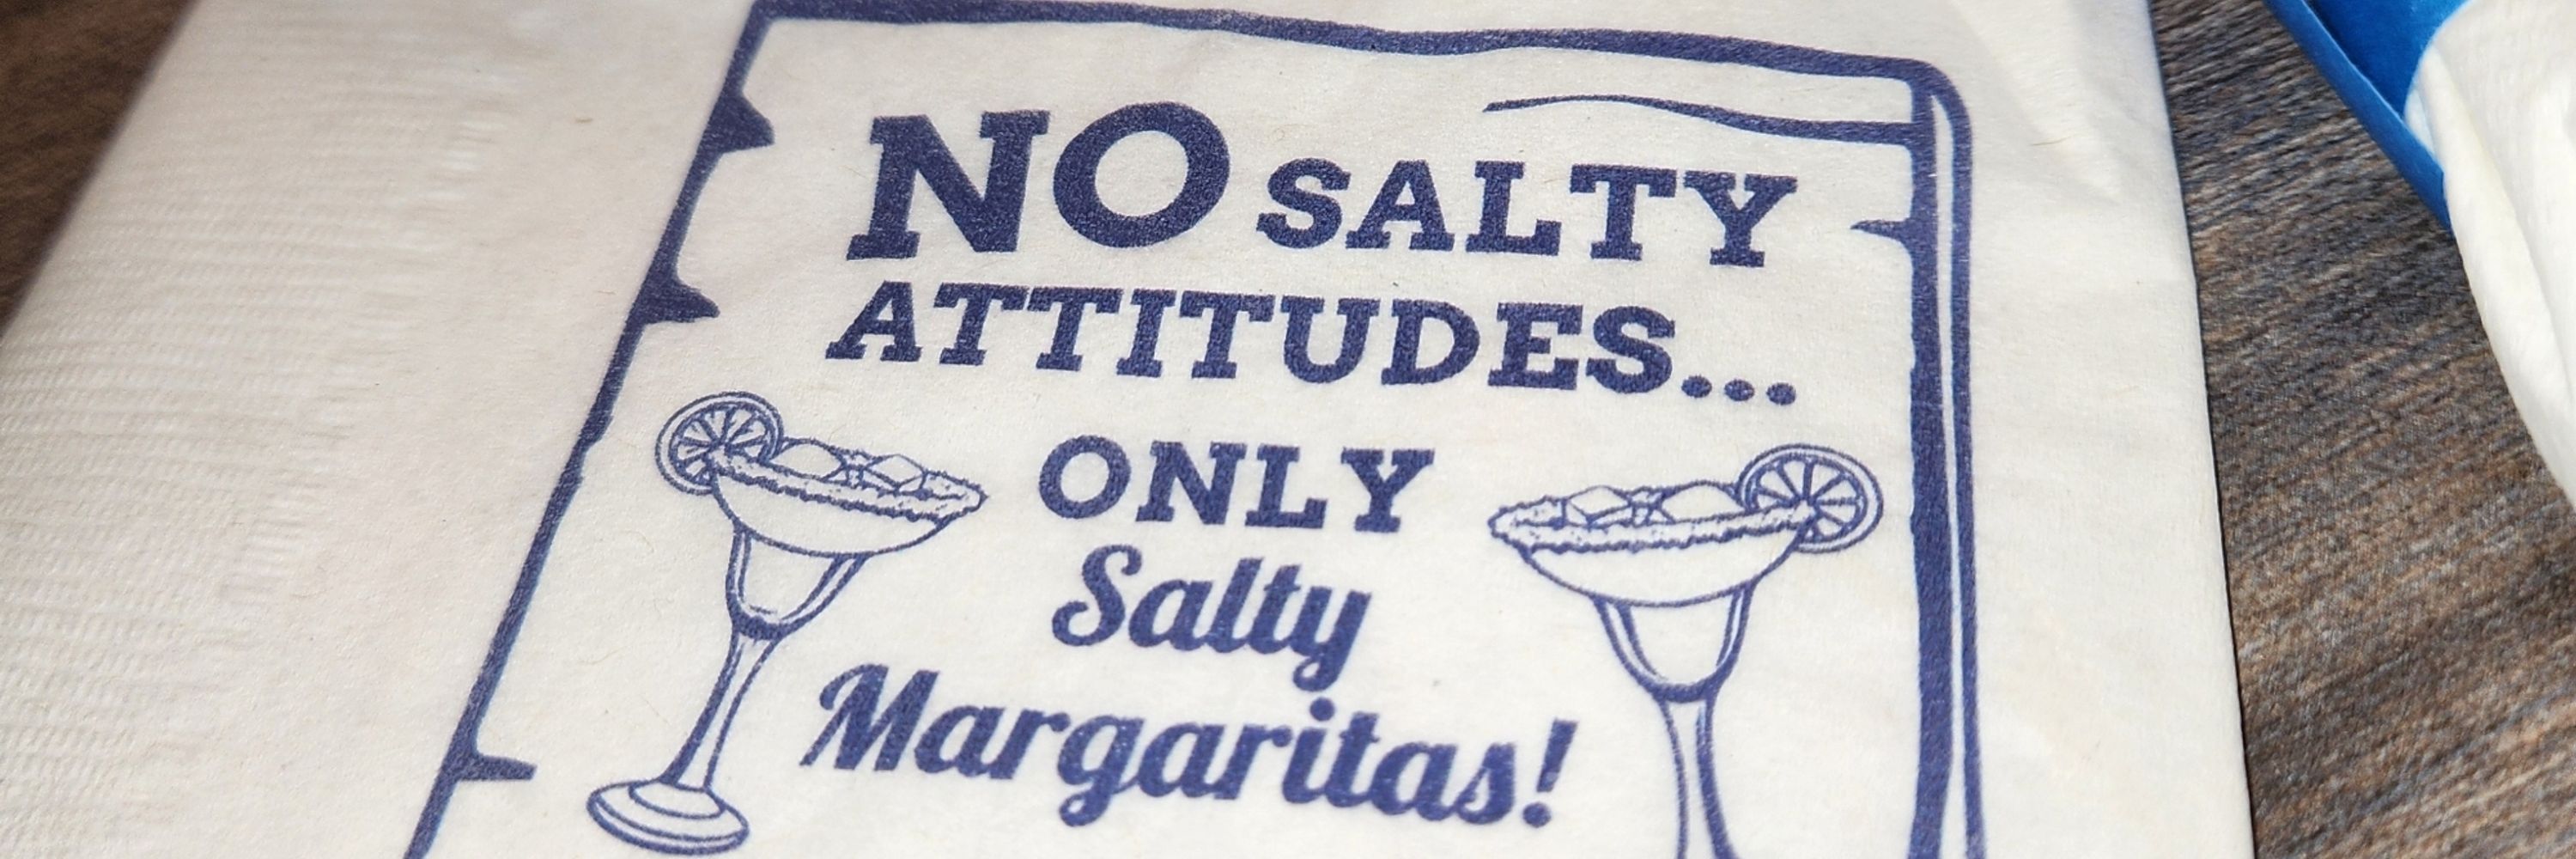 NO SALTY
ATTITUDES...
ONLY
Salty
Margaritas!